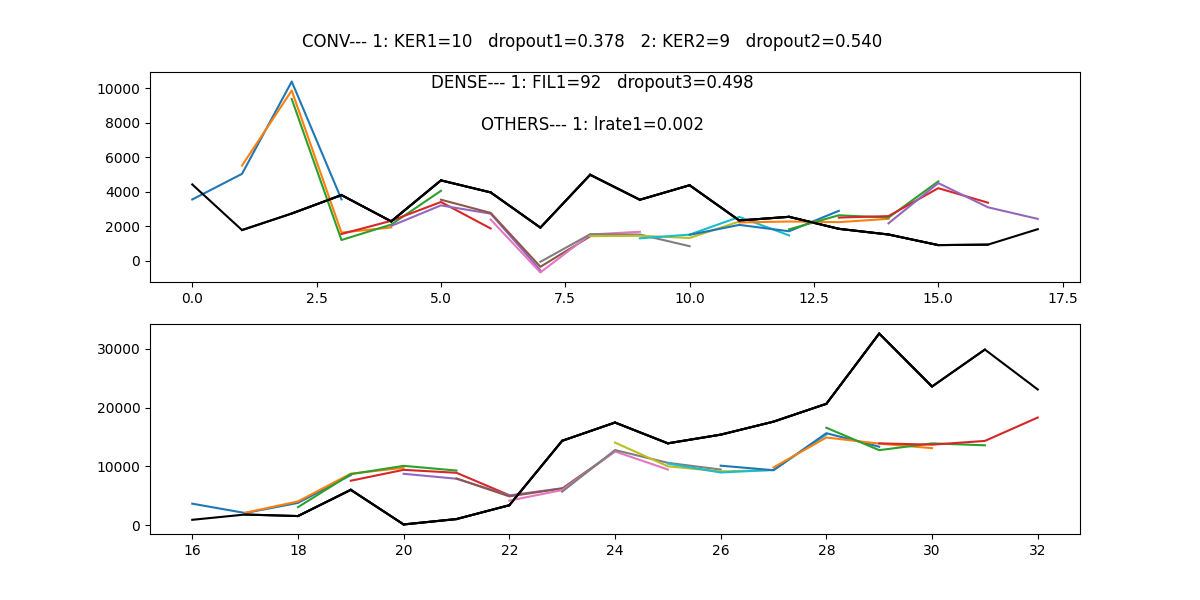 CONV--- 1: KER1=10   dropout1=0.378   2: KER2=9   dropout2=0.540
DENSE--- 1: FIL1=92   dropout3=0.498
OTHERS--- 1: lrate1=0.002
10000
8000
6000
4000
2000
0
0.0 2.5 5.0 7.5 10.0 12.5 15.0 17.5
30000
20000
10000
0
16 18 20 22 24 26 28 30 32